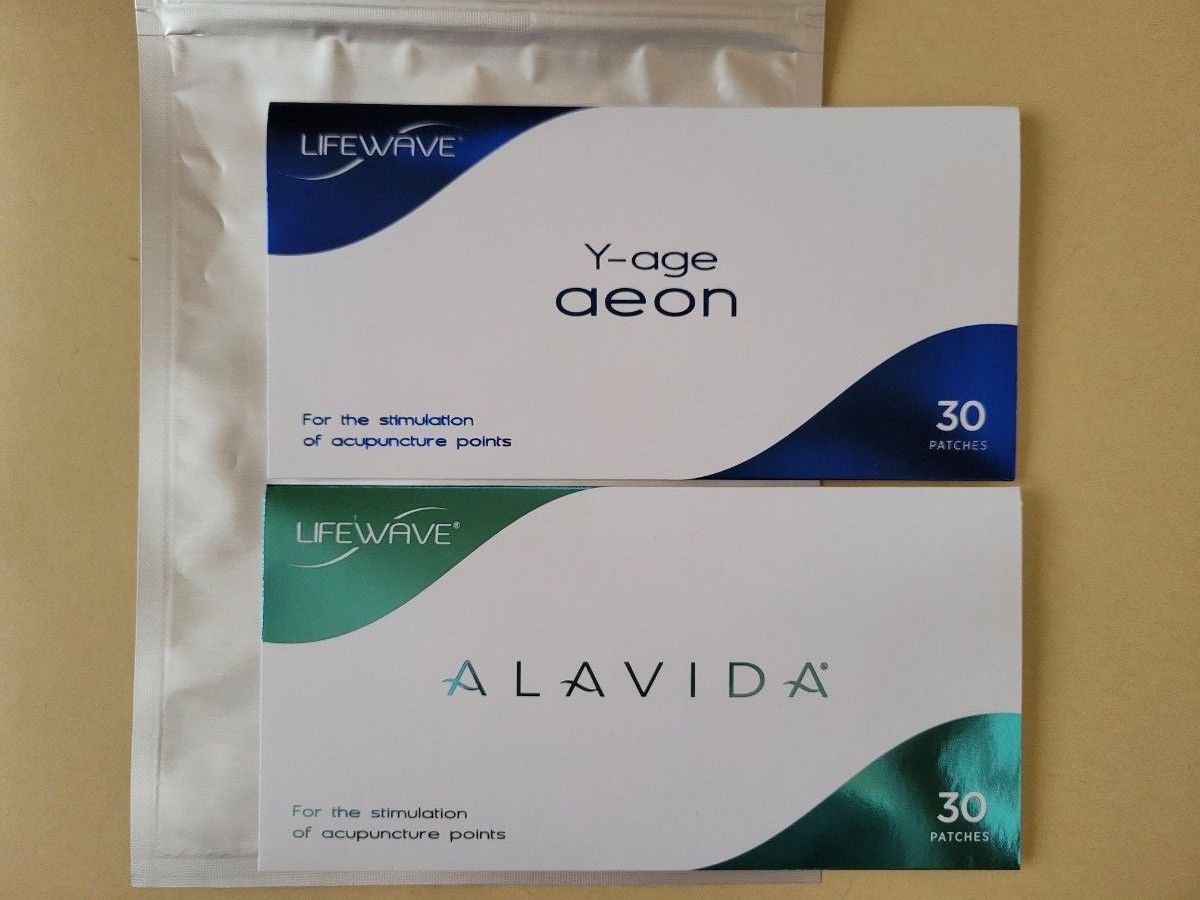 LIFEWAVE®
Y-age
aeon
For the stimulation
of acupuncture points
30
PATCHES
LIFEWAVE®
ALAVIDA®
For the stimulation
of acupuncture points
30
PATCHES